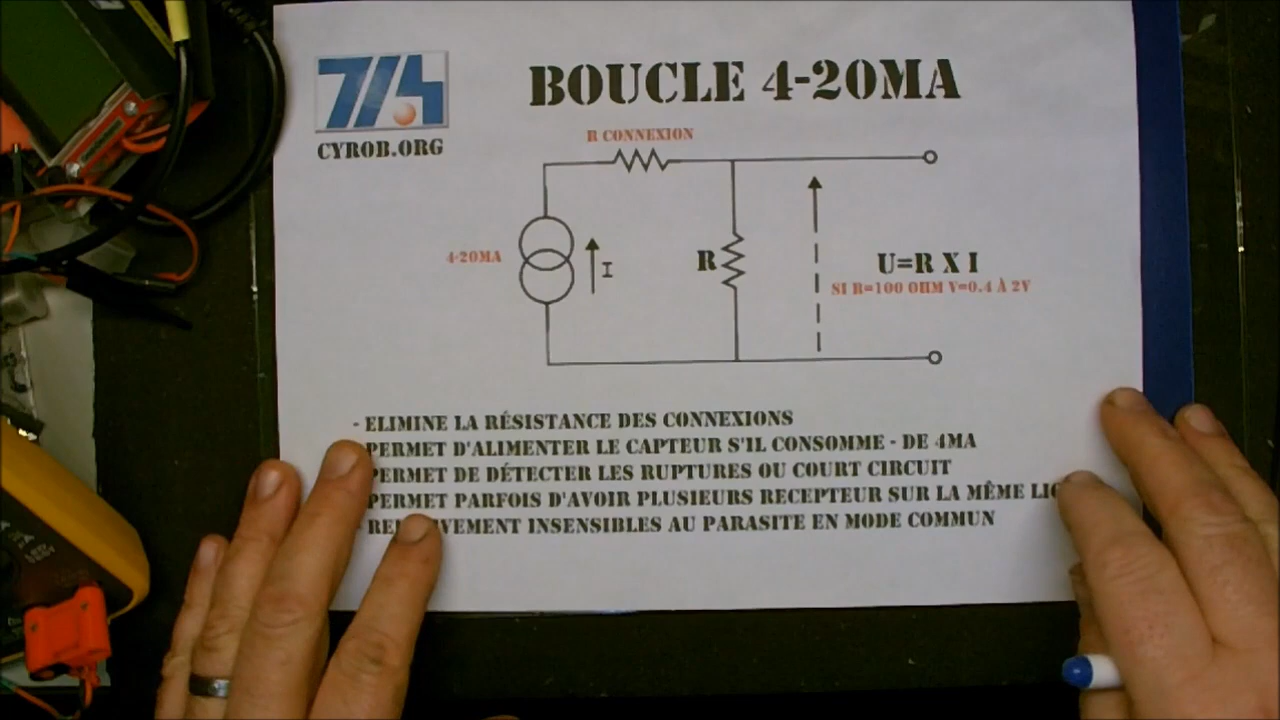 BOUCLE 4-20MA
CYROB.ORG
R CONNEXION
4-20MA
I
R
U=R X I
SI R=100 OHM V=0.4 À 2V
- ELIMINE LA RÉSISTANCE DES CONNEXIONS
PERMET D'ALIMENTER LE CAPTEUR S'IL CONSOMME - DE 4MA
PERMET DE DÉTECTER LES RUPTURES OU COURT CIRCUIT
PERMET PARFOIS D'AVOIR PLUSIEURS RECEPTEUR SUR LA MÊME
INSENSIBLES AU PARASITE EN MODE COMMUN